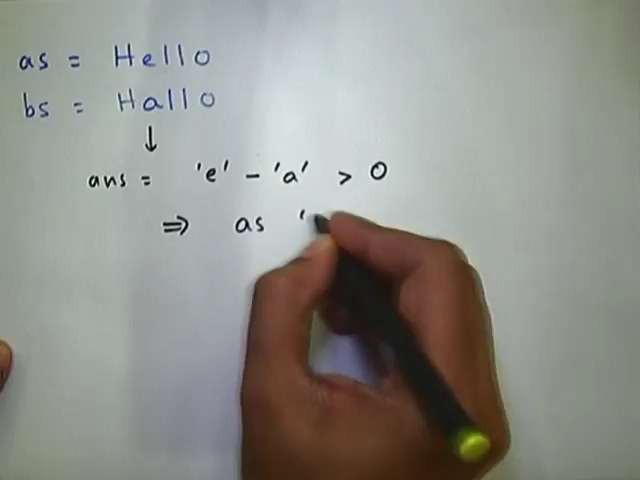 as = Hello
bs = Hallo
↓
ans = 'e' - 'a' > 0
⇒ as '